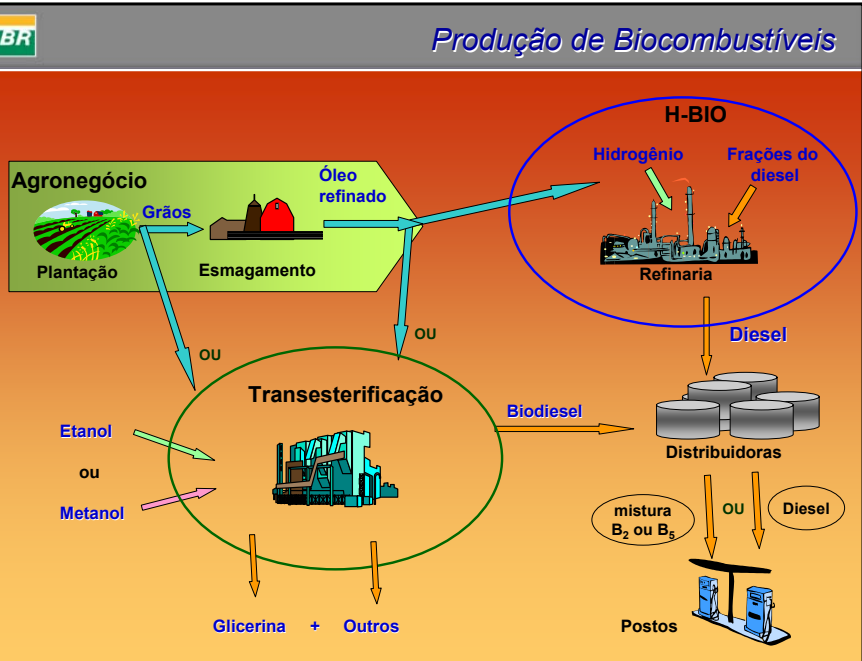 BR
Produção de Biocombustíveis
H-BIO
Hidrogênio
Frações do
diesel
Refinaria
Agronegócio
Grãos
Óleo
refinado
Plantação
Esmagamento
OU
OU
Diesel
Transesterificação
Etanol
ou
Metanol
Biodiesel
Distribuidoras
mistura
B₂ ou B₅
OU
Diesel
Glicerina + Outros
Postos